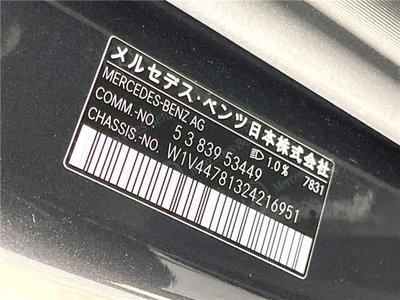 メルセデス・ベンツ日本株式会社
MERCEDES-BENZ AG
COMM.-NO. 5 3 839 53449 1.0% 7831
CHASSIS.-NO. W1V44781324216951